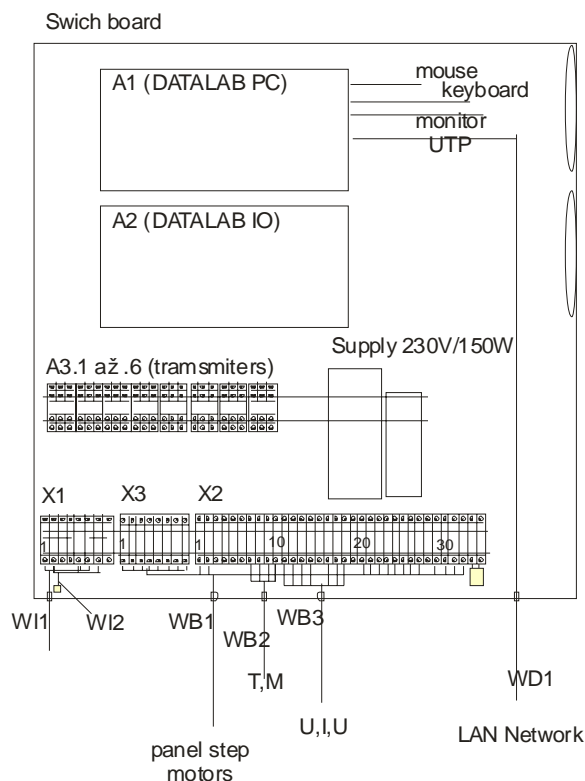 Swich board
A1 (DATALAB PC)
mouse
keyboard
monitor
UTP
A2 (DATALAB IO)
Supply 230V/150W
A3.1 až .6 (tramsmiters)
X1
X3
X2
1
1
1
10
20
30
WI1
WI2
WB1
WB2
WB3
T,M
WD1
U,I,U
LAN Network
panel step
motors